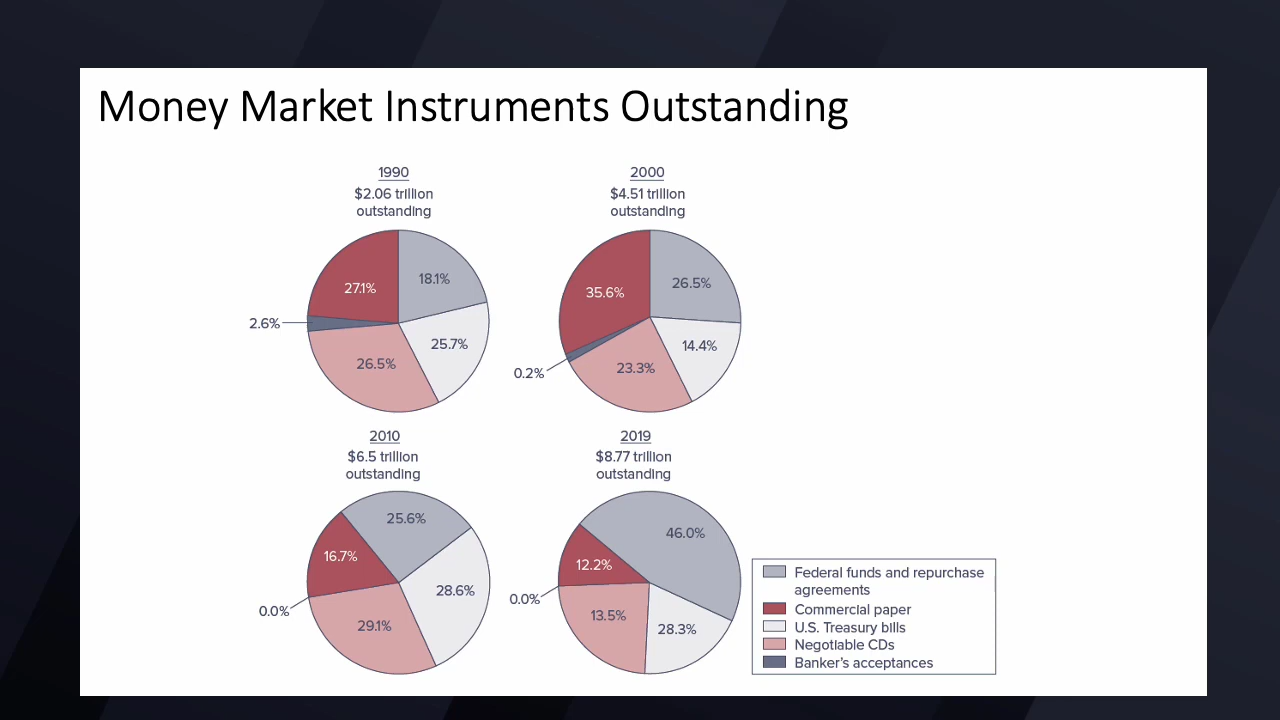 Money Market Instruments Outstanding
1990
$2.06 trillion
outstanding
27.1%
18.1%
2.6%
25.7%
26.5%
2000
$4.51 trillion
outstanding
35.6%
26.5%
14.4%
0.2%
23.3%
2010
$6.5 trillion
outstanding
25.6%
16.7%
28.6%
0.0%
29.1%
2019
$8.77 trillion
outstanding
46.0%
12.2%
0.0%
13.5%
28.3%
Federal funds and repurchase
agreements
Commercial paper
U.S. Treasury bills
Negotiable CDs
Banker's acceptances